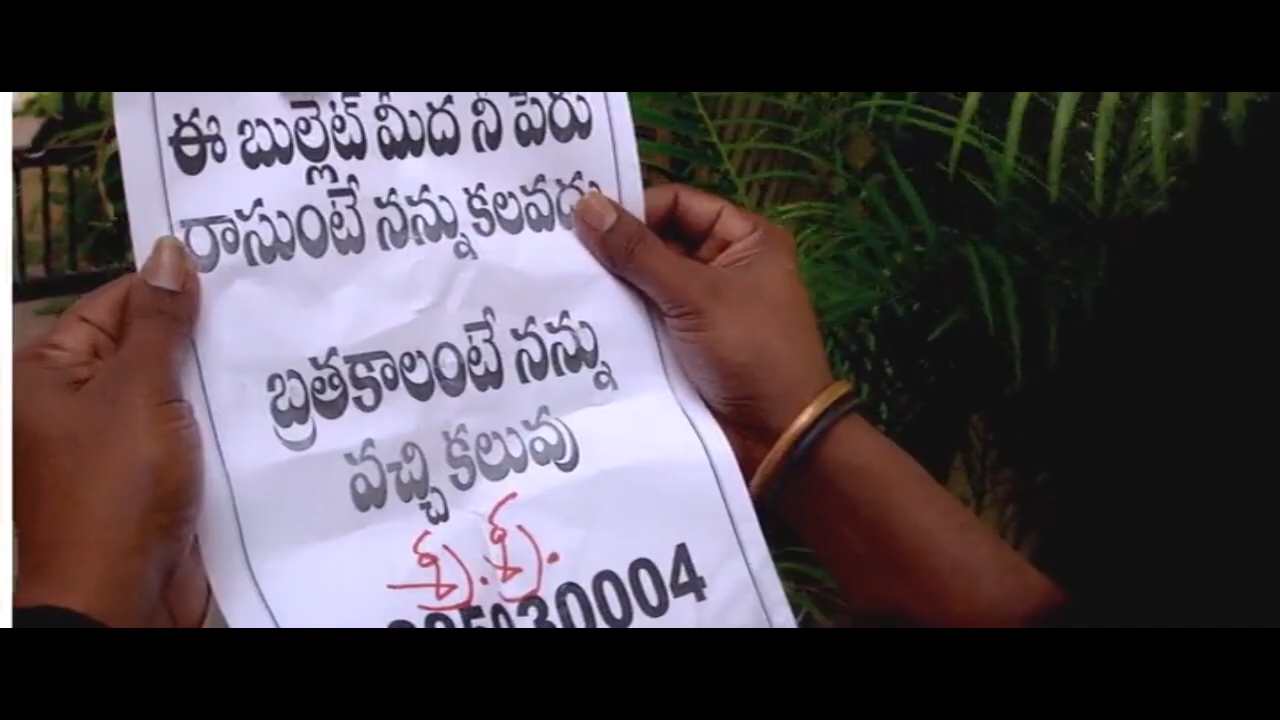 ఈ బుల్లెట్ మీద నీ పేరు
రాసుంటే నన్ను కలవదు
బ్రతకాలంటే నన్ను
వచ్చి కలువు
శ్రీ.శ్రీ.
30004